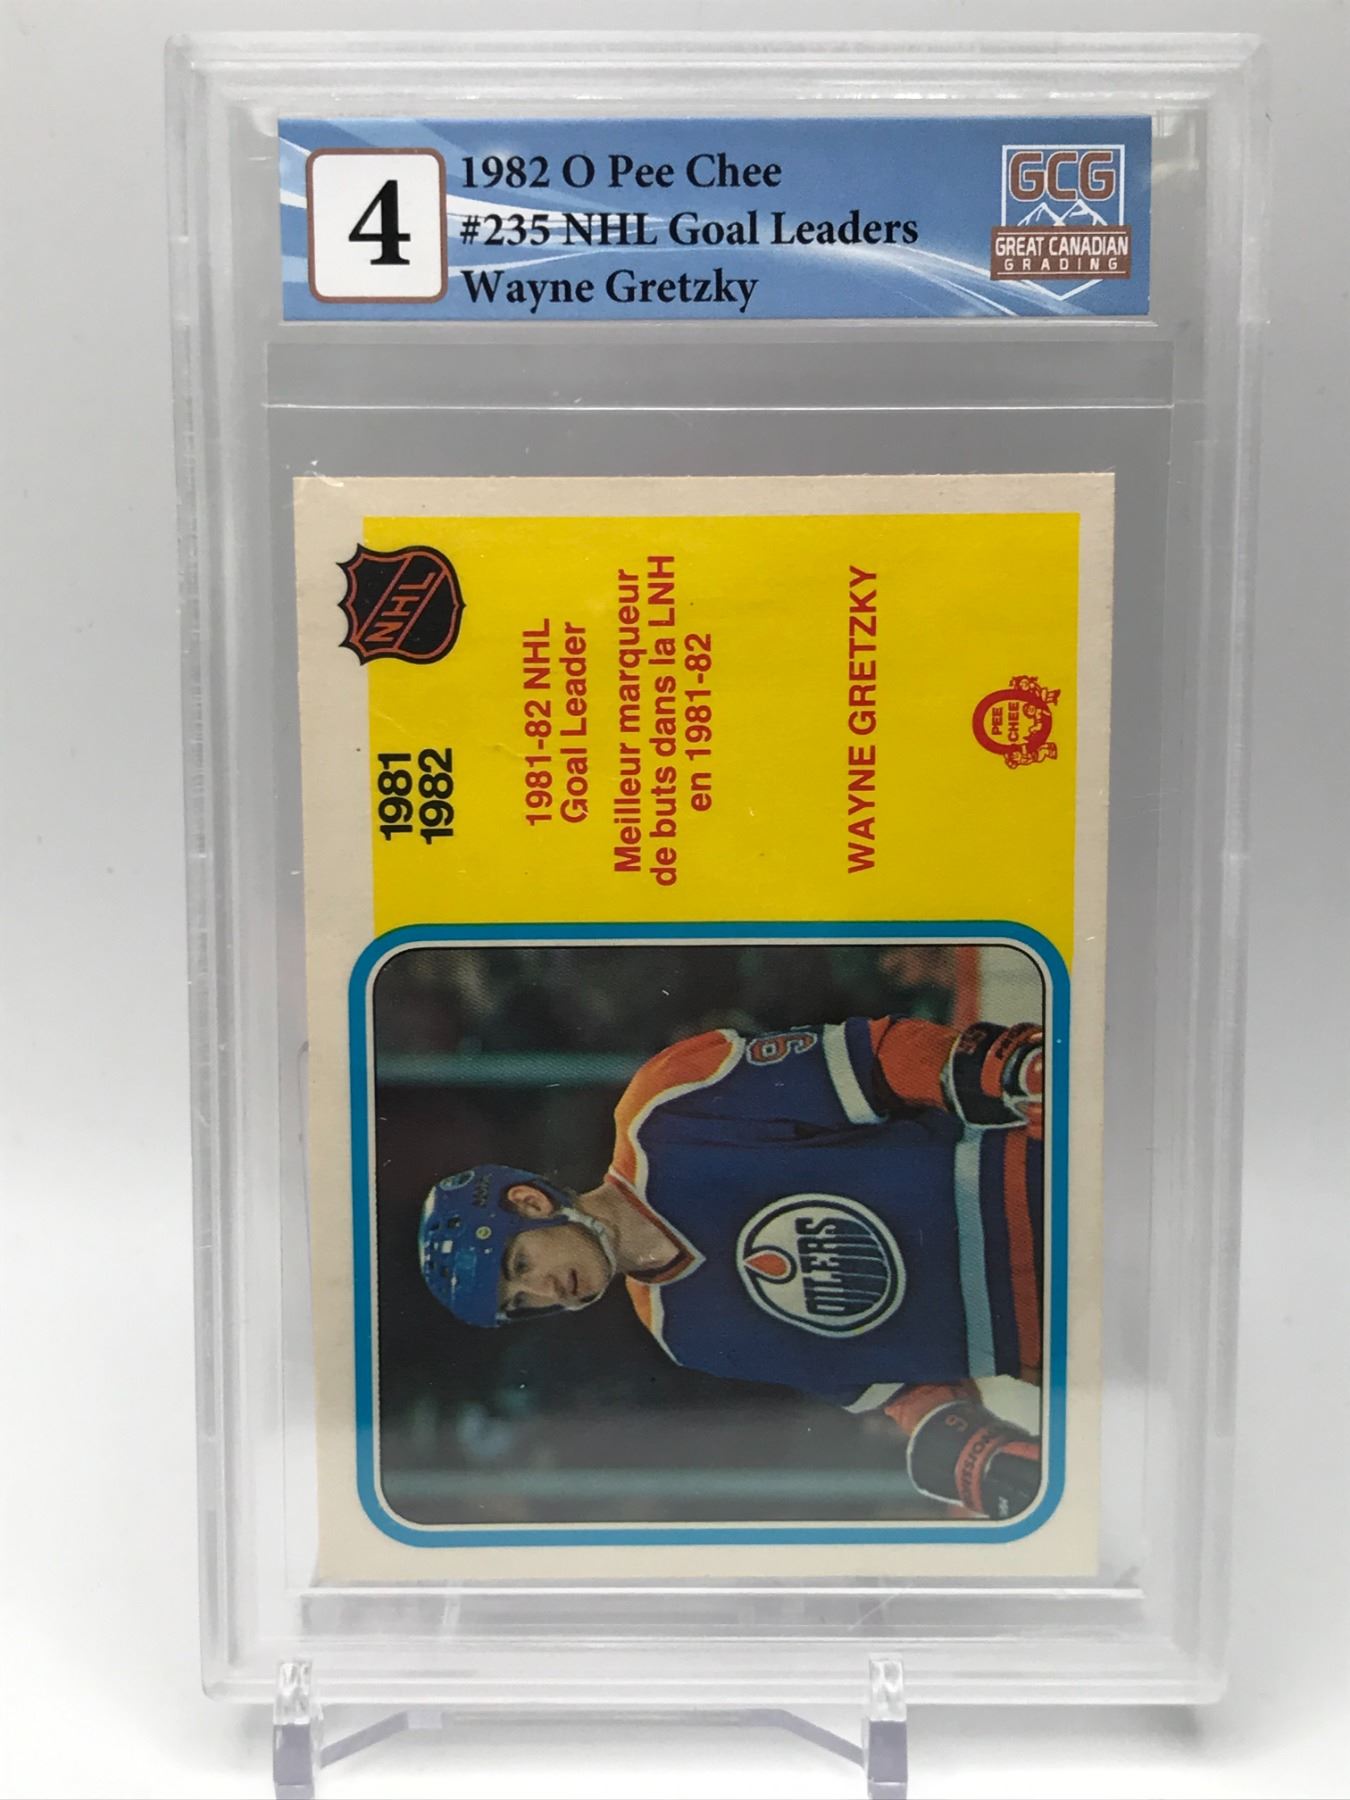 4
1982 O Pee Chee
#235 NHL Goal Leaders
Wayne Gretzky
GCG
GREAT CANADIAN
GRADING
NHL
1981
1982
1981-82 NHL
Goal Leader
Meilleur marqueur
de buts dans la LNH
en 1981-82
WAYNE GRETZKY
O
PEE
CHEE
OILERS